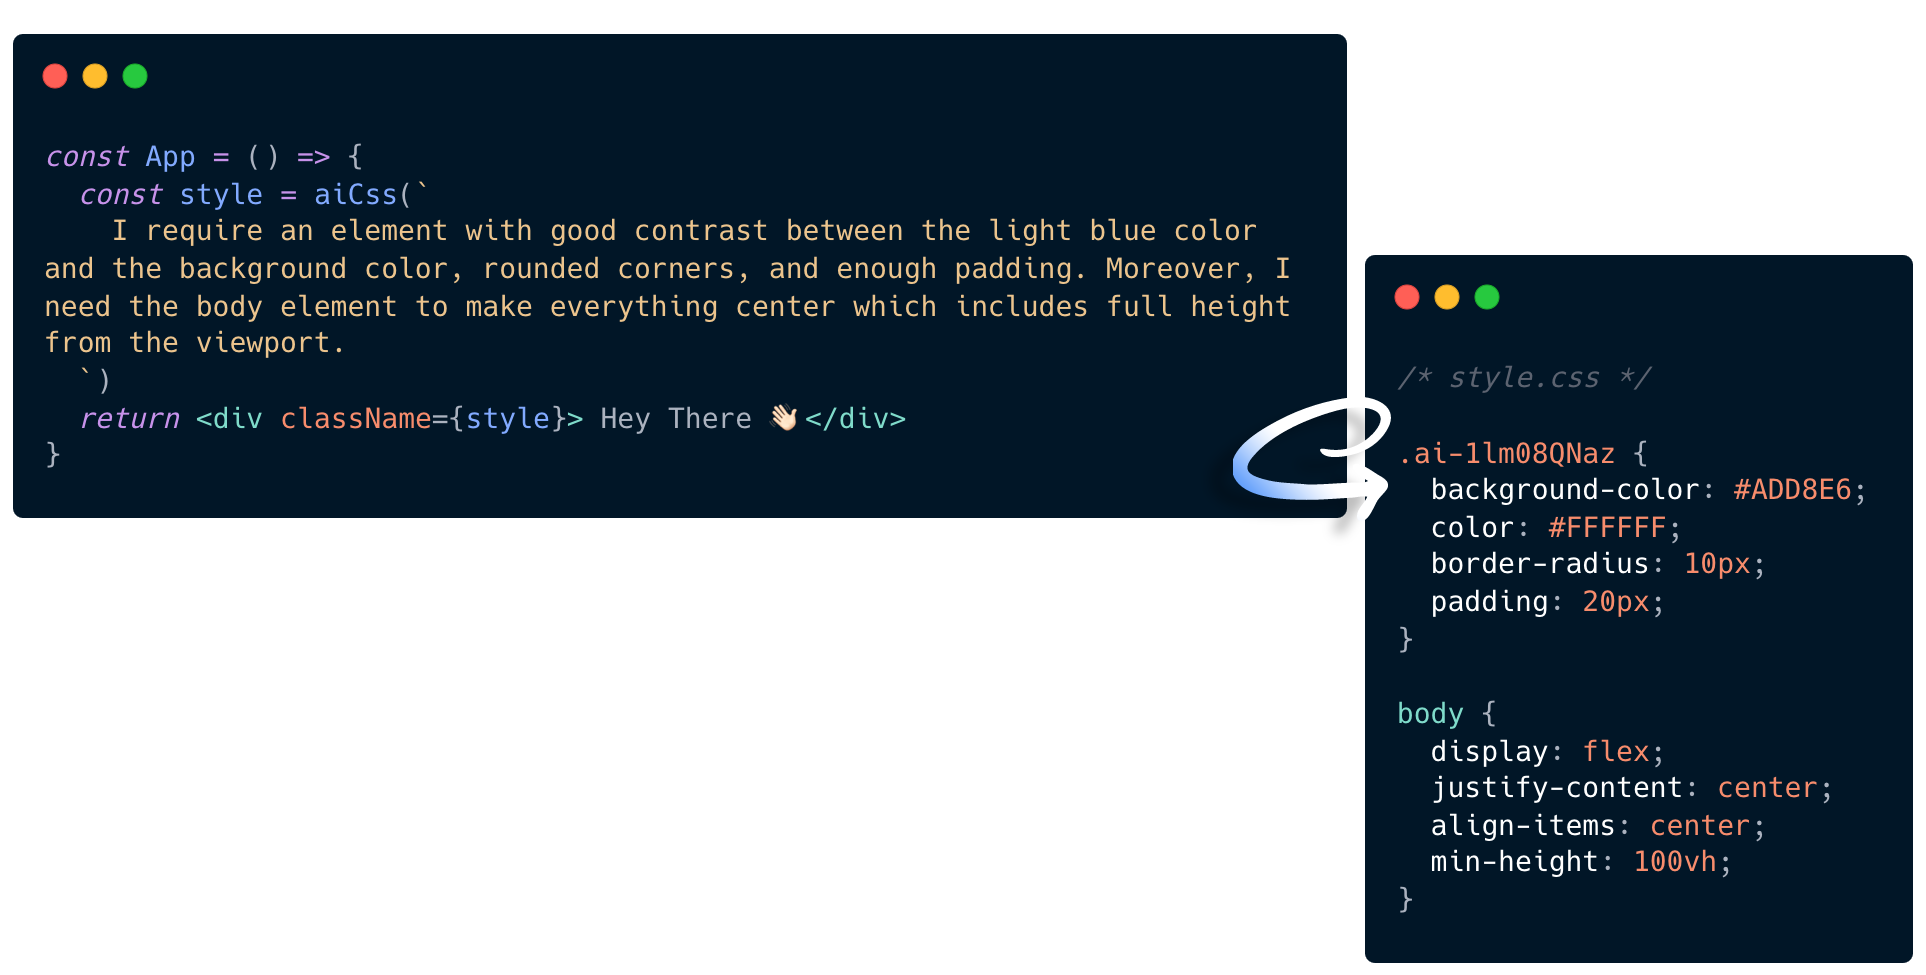 const App = () => {
  const style = aiCss(`
    I require an element with good contrast between the light blue color
and the background color, rounded corners, and enough padding. Moreover, I
need the body element to make everything center which includes full height
from the viewport.
  `)
  return <div className={style}> Hey There 👋🏻</div>
}
/* style.css */
.ai-1lm08QNaz {
  background-color: #ADD8E6;
  color: #FFFFFF;
  border-radius: 10px;
  padding: 20px;
}
body {
  display: flex;
  justify-content: center;
  align-items: center;
  min-height: 100vh;
}